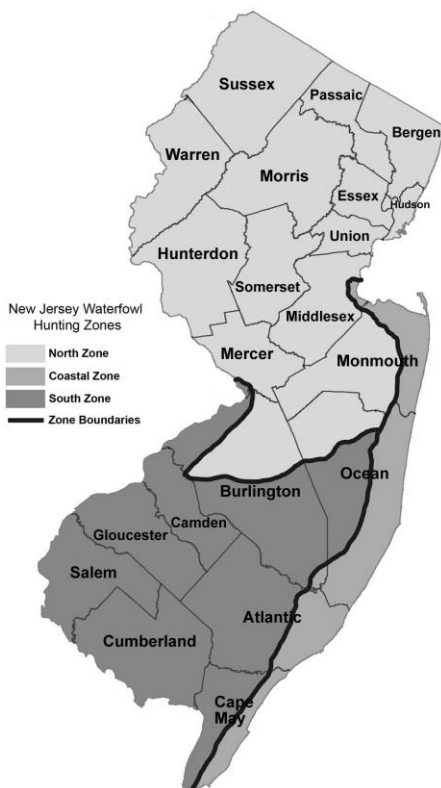 Sussex
Passaic
Bergen
Warren
Morris
Essex
Hudson
Union
Hunterdon
Somerset
Middlesex
New Jersey Waterfowl
Hunting Zones
North Zone
Coastal Zone
South Zone
Zone Boundaries
Mercer
Monmouth
Ocean
Burlington
Camden
Gloucester
Salem
Atlantic
Cumberland
Cape
May